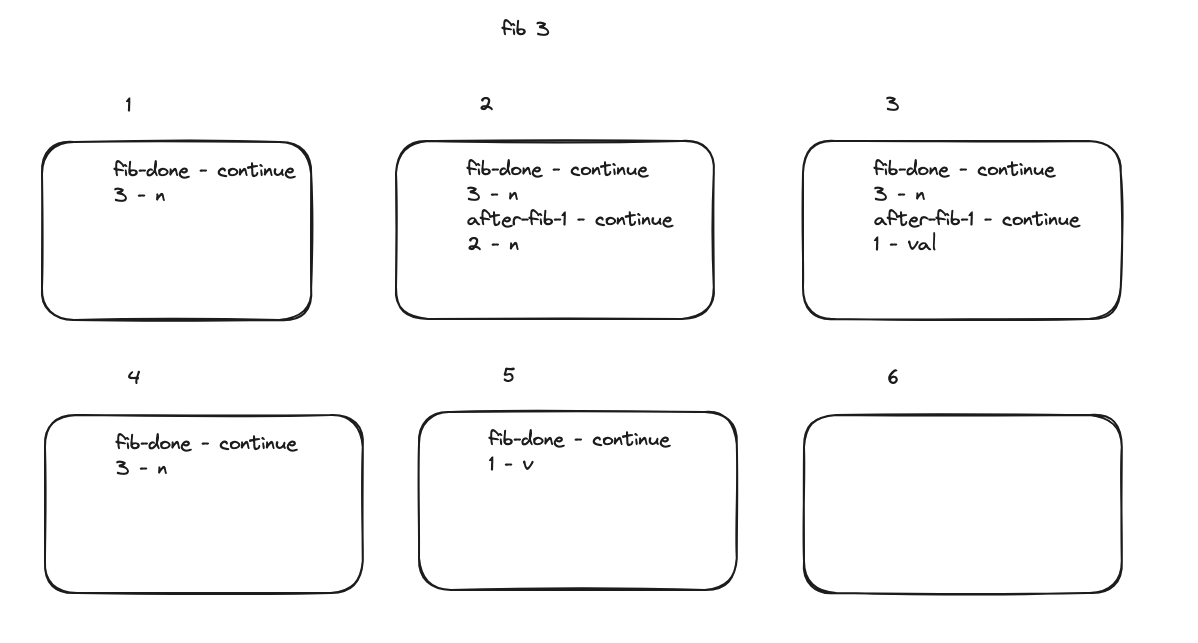 fib 3
1
fib-done - continue
3 - n
2
fib-done - continue
3 - n
after-fib-1 - continue
2 - n
3
fib-done - continue
3 - n
after-fib-1 - continue
1 - val
4
fib-done - continue
3 - n
5
fib-done - continue
1 - v
6